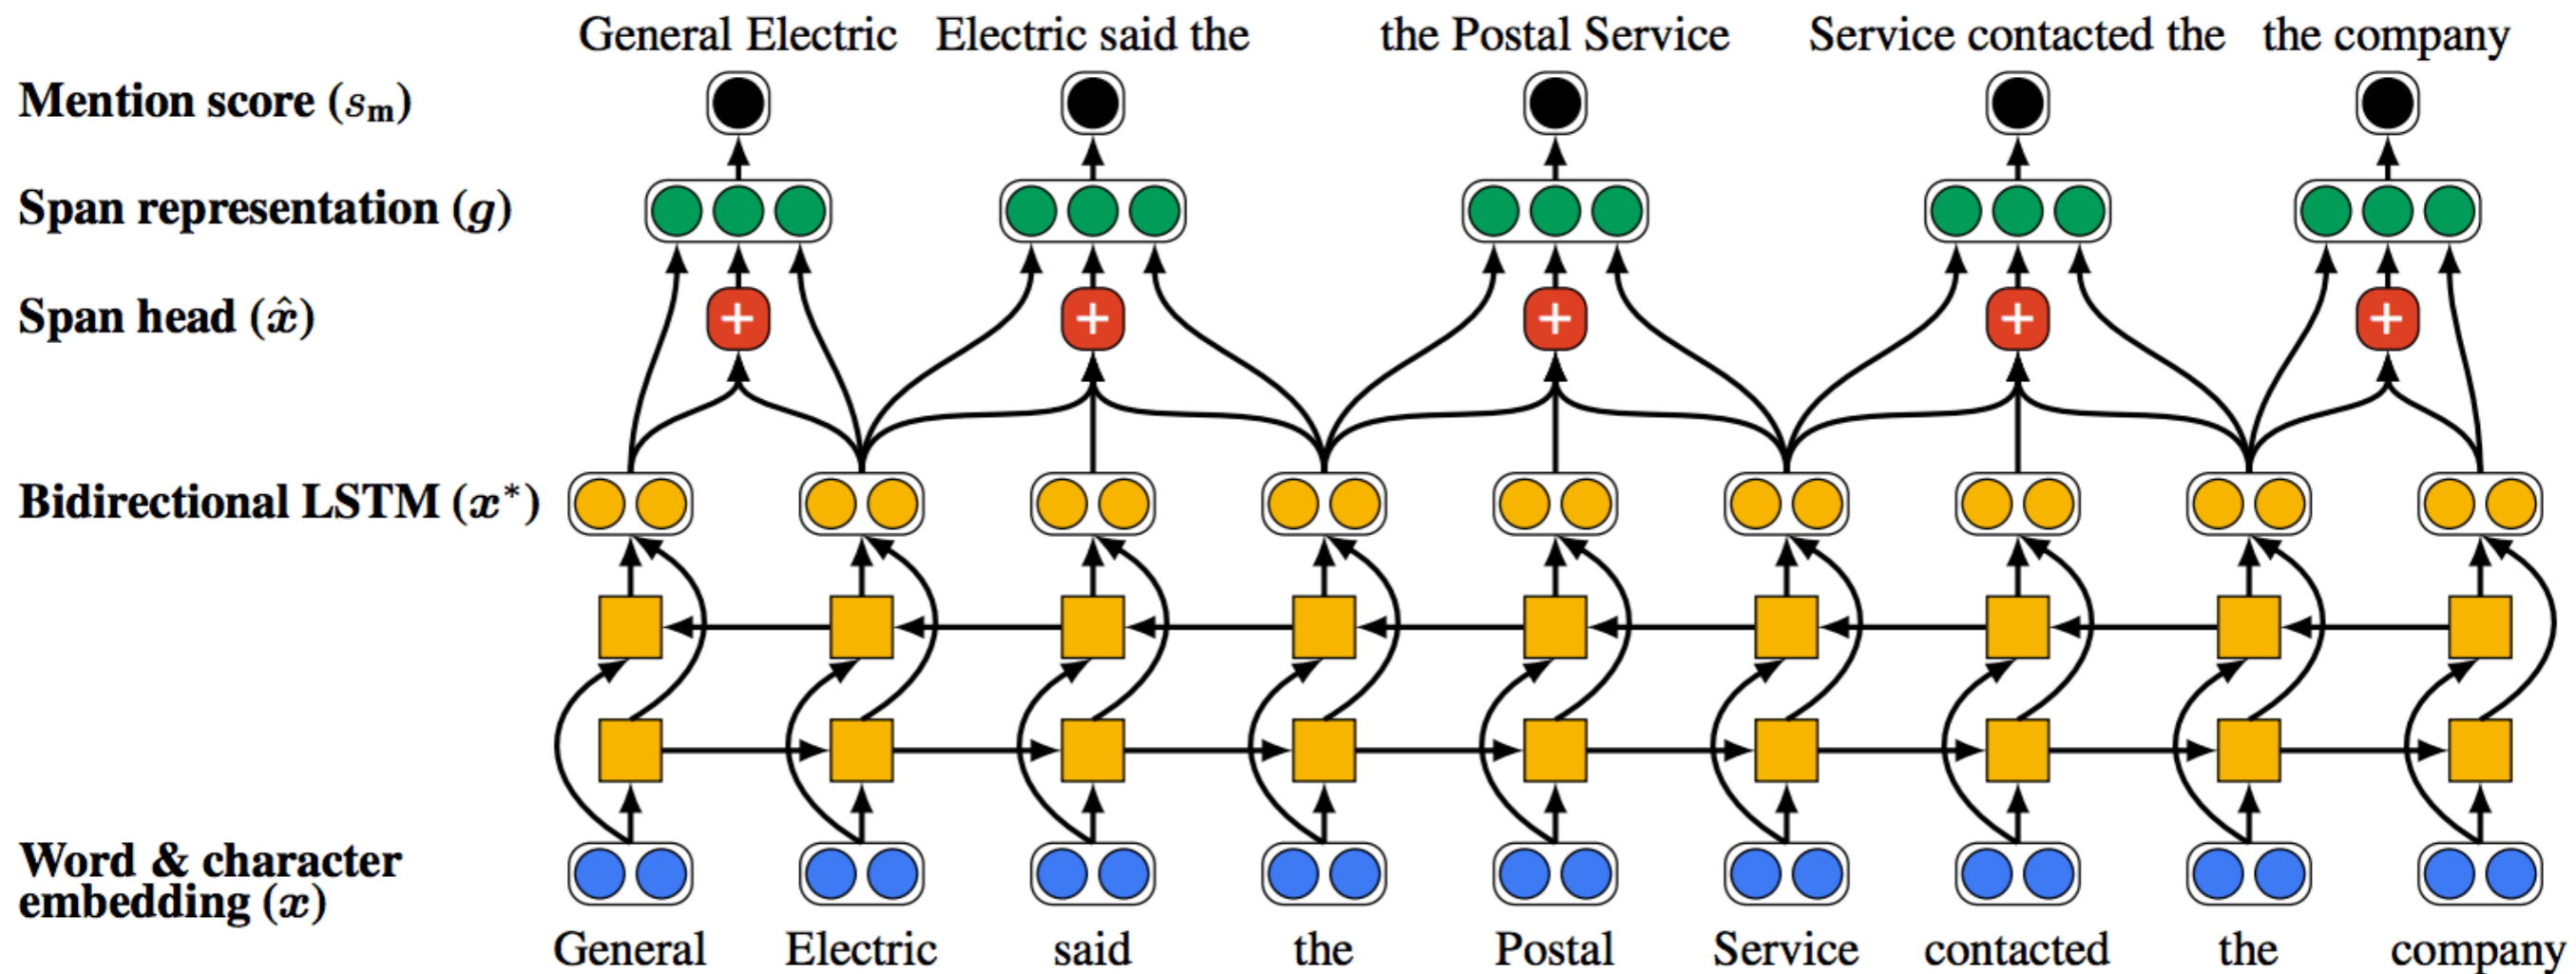 General Electric Electric said the the Postal Service Service contacted the the company
Mention score (sₘ)
Span representation (g)
Span head (x̂)
+ + + + +
Bidirectional LSTM (x*)
Word & character
embedding (x)
General Electric said the Postal Service contacted the company